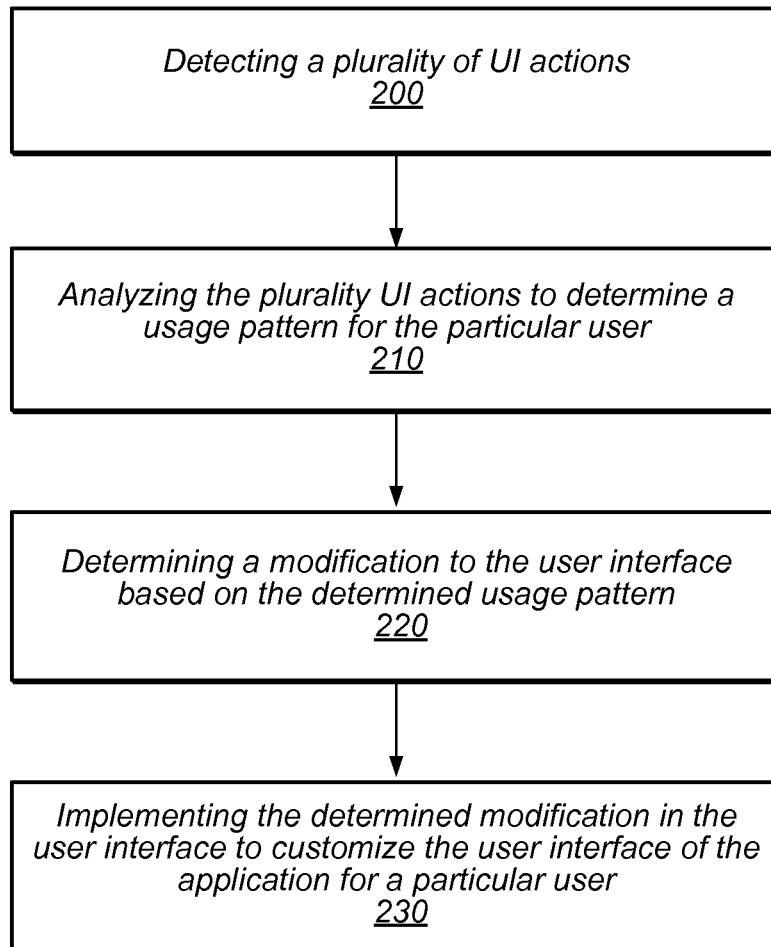 Detecting a plurality of UI actions
200
Analyzing the plurality UI actions to determine a
usage pattern for the particular user
210
Determining a modification to the user interface
based on the determined usage pattern
220
Implementing the determined modification in the
user interface to customize the user interface of the
application for a particular user
230